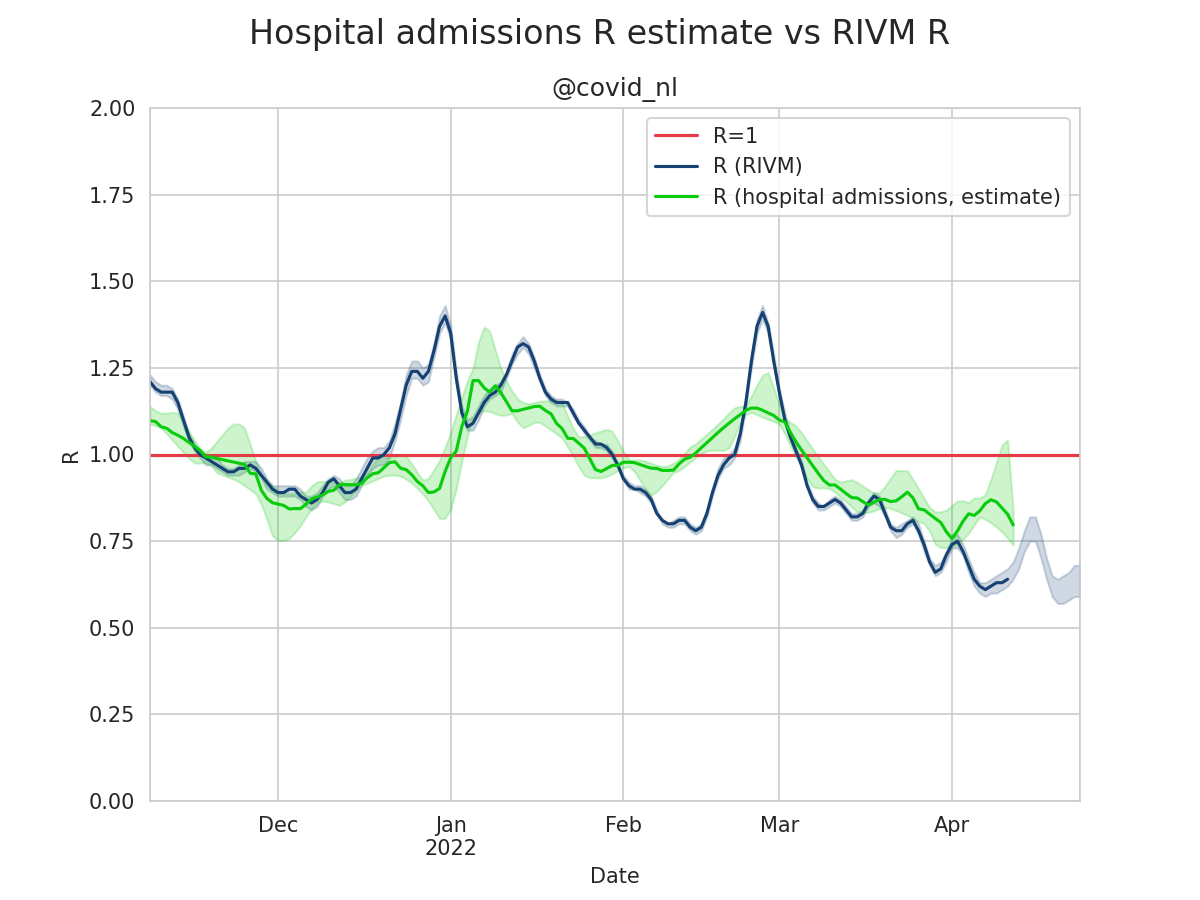 Hospital admissions R estimate vs RIVM R
@covid_nl
R=1
R (RIVM)
R (hospital admissions, estimate)
2.00
1.75
1.50
1.25
1.00
0.75
0.50
0.25
0.00
R
Dec
Jan
2022
Feb
Mar
Apr
Date